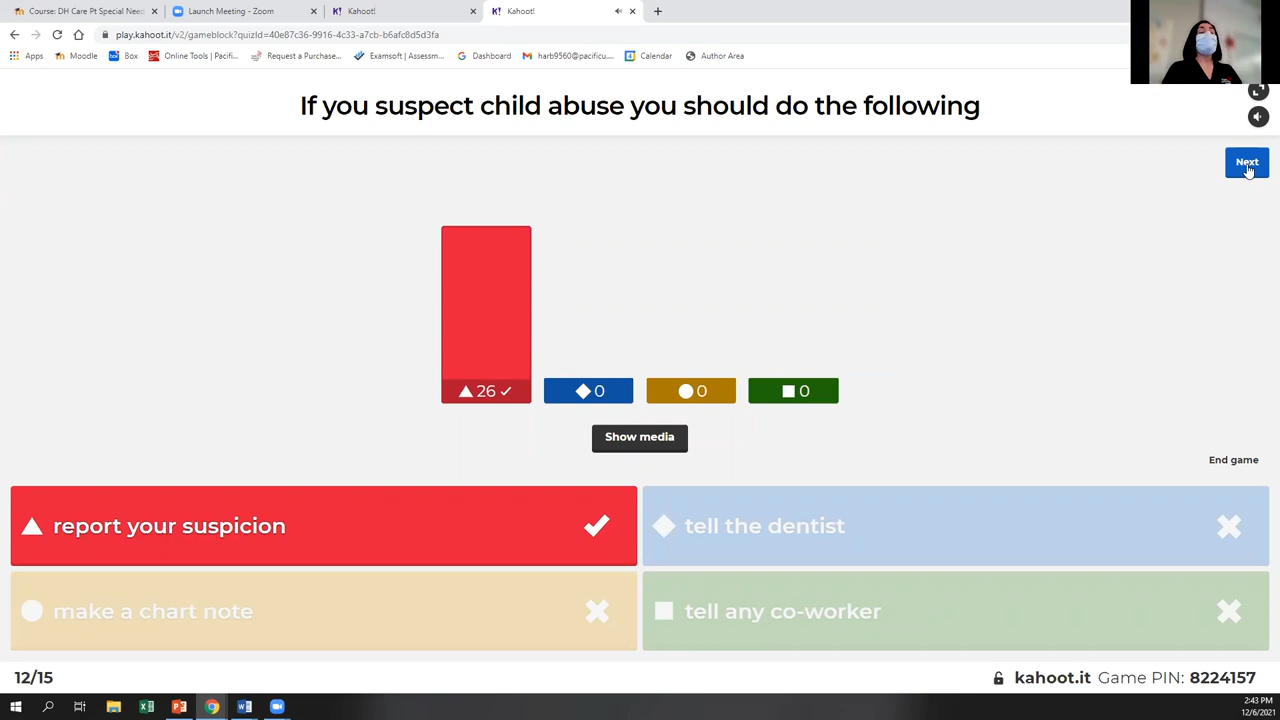 Course: DH Care Pt Special Need
Launch Meeting - Zoom
Kahoot!
Kahoot!
play.kahoot.it/v2/gameblock?quizId=40e87c36-9916-4c33-a7cb-b6afc8d5d3fa
Apps
Moodle
Box
Online Tools | Pacifi...
Request a Purchase...
Examsoft | Assessm...
Dashboard
harb9560@pacificu...
Calendar
Author Area
If you suspect child abuse you should do the following
Next
26
0
0
0
Show media
End game
report your suspicion
tell the dentist
make a chart note
tell any co-worker
12/15
kahoot.it Game PIN: 8224157
2:43 PM
12/6/2021